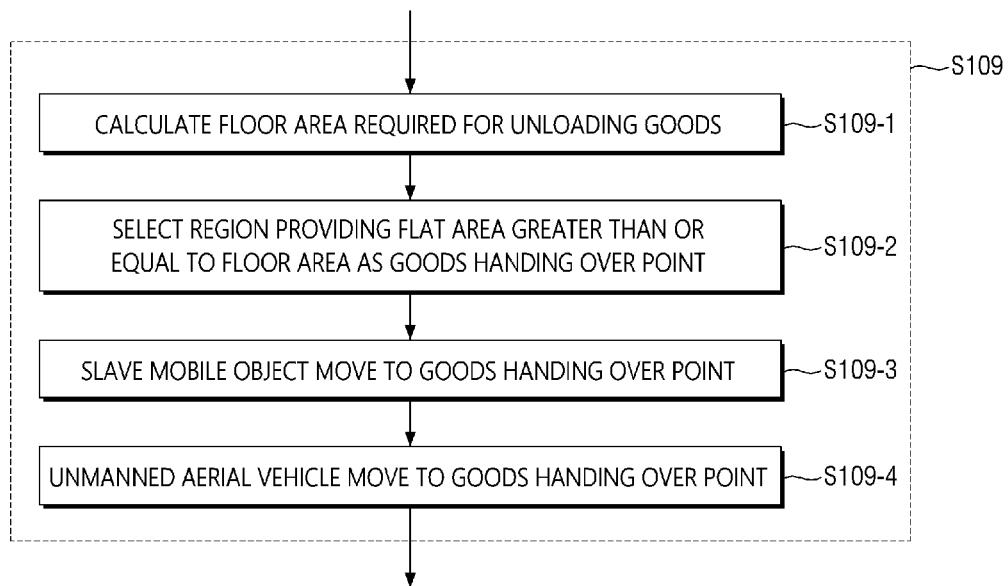 S109
CALCULATE FLOOR AREA REQUIRED FOR UNLOADING GOODS
S109-1
SELECT REGION PROVIDING FLAT AREA GREATER THAN OR
EQUAL TO FLOOR AREA AS GOODS HANDING OVER POINT
S109-2
SLAVE MOBILE OBJECT MOVE TO GOODS HANDING OVER POINT
S109-3
UNMANNED AERIAL VEHICLE MOVE TO GOODS HANDING OVER POINT
S109-4